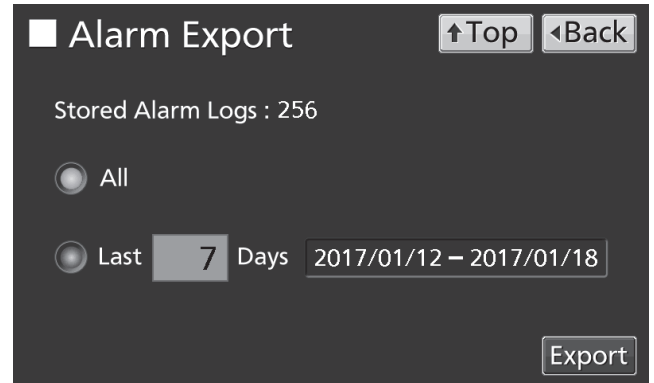 Alarm Export
↑Top
◂Back
Stored Alarm Logs : 256
All
Last 7 Days 2017/01/12 – 2017/01/18
Export